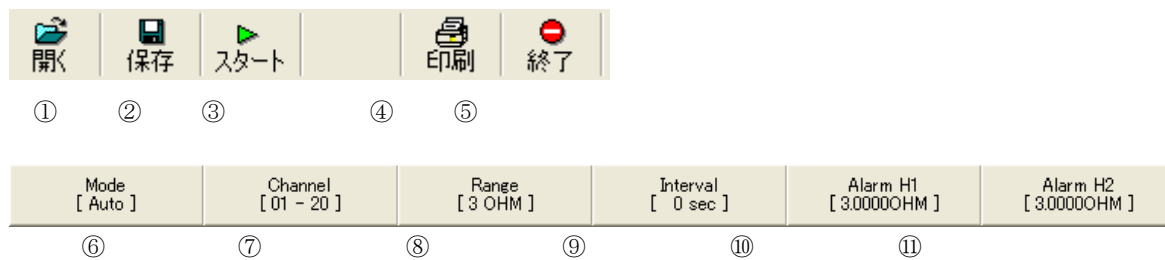 開く 保存 スタート 印刷 終了
① ② ③ ④ ⑤
Mode Channel Range Interval Alarm H1 Alarm H2
[ Auto ] [ 01 - 20 ] [ 3 OHM ] [ 0 sec ] [ 3.0000OHM ] [ 3.0000OHM ]
⑥ ⑦ ⑧ ⑨ ⑩ ⑪